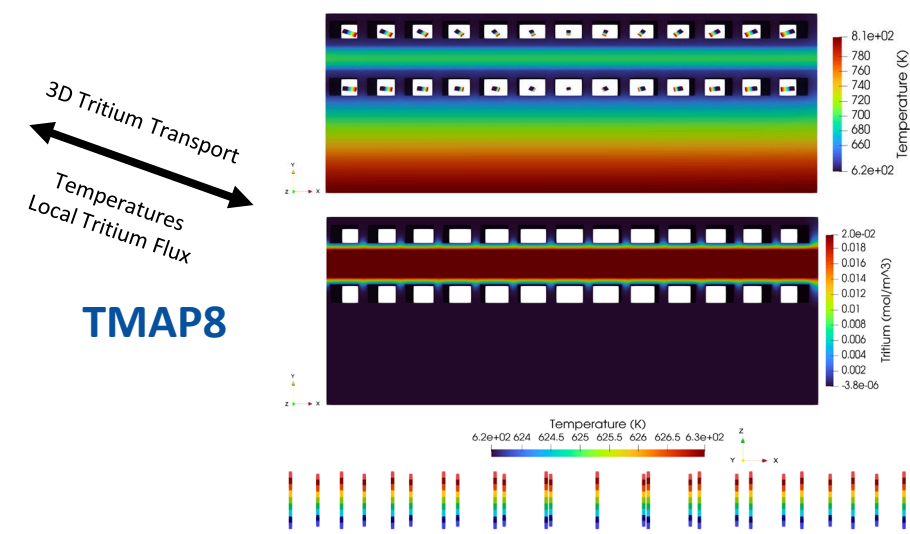 3D Tritium Transport
Temperatures
Local Tritium Flux
TMAP8
8.1e+02
780
760
740
720
700
680
660
6.2e+02
Temperature (K)
Y
Z
X
2.0e-02
0.018
0.016
0.014
0.012
0.01
0.008
0.006
0.004
0.002
-3.8e-06
Tritium (mol/m^3)
Y
Z
X
Temperature (K)
6.2e+02 624 624.5 625 625.5 626 626.5 6.3e+02
Z
Y
X